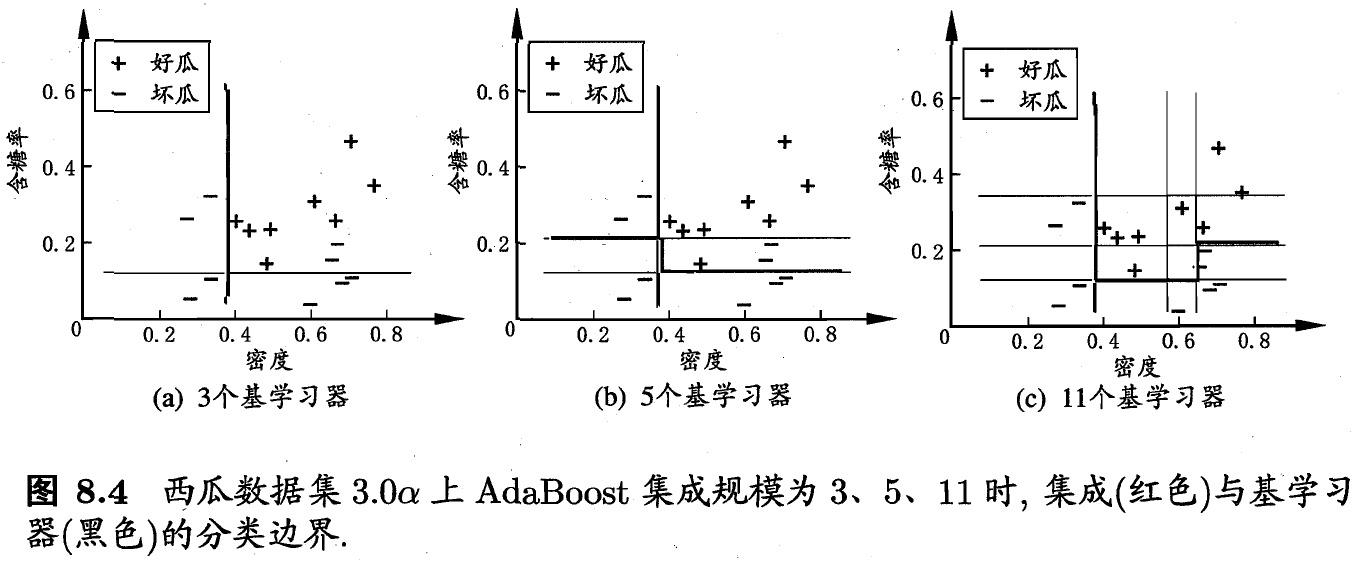 + 好瓜
− 坏瓜
0.6
0.4
0.2
0
0.2
0.4
0.6
0.8
含糖率
密度
(a) 3个基学习器
+ 好瓜
− 坏瓜
0.6
0.4
0.2
0
0.2
0.4
0.6
0.8
含糖率
密度
(b) 5个基学习器
+ 好瓜
− 坏瓜
0.6
0.4
0.2
0
0.2
0.4
0.6
0.8
含糖率
密度
(c) 11个基学习器
图 8.4 西瓜数据集 3.0α 上 AdaBoost 集成规模为 3、5、11 时, 集成(红色)与基学习
器(黑色)的分类边界.